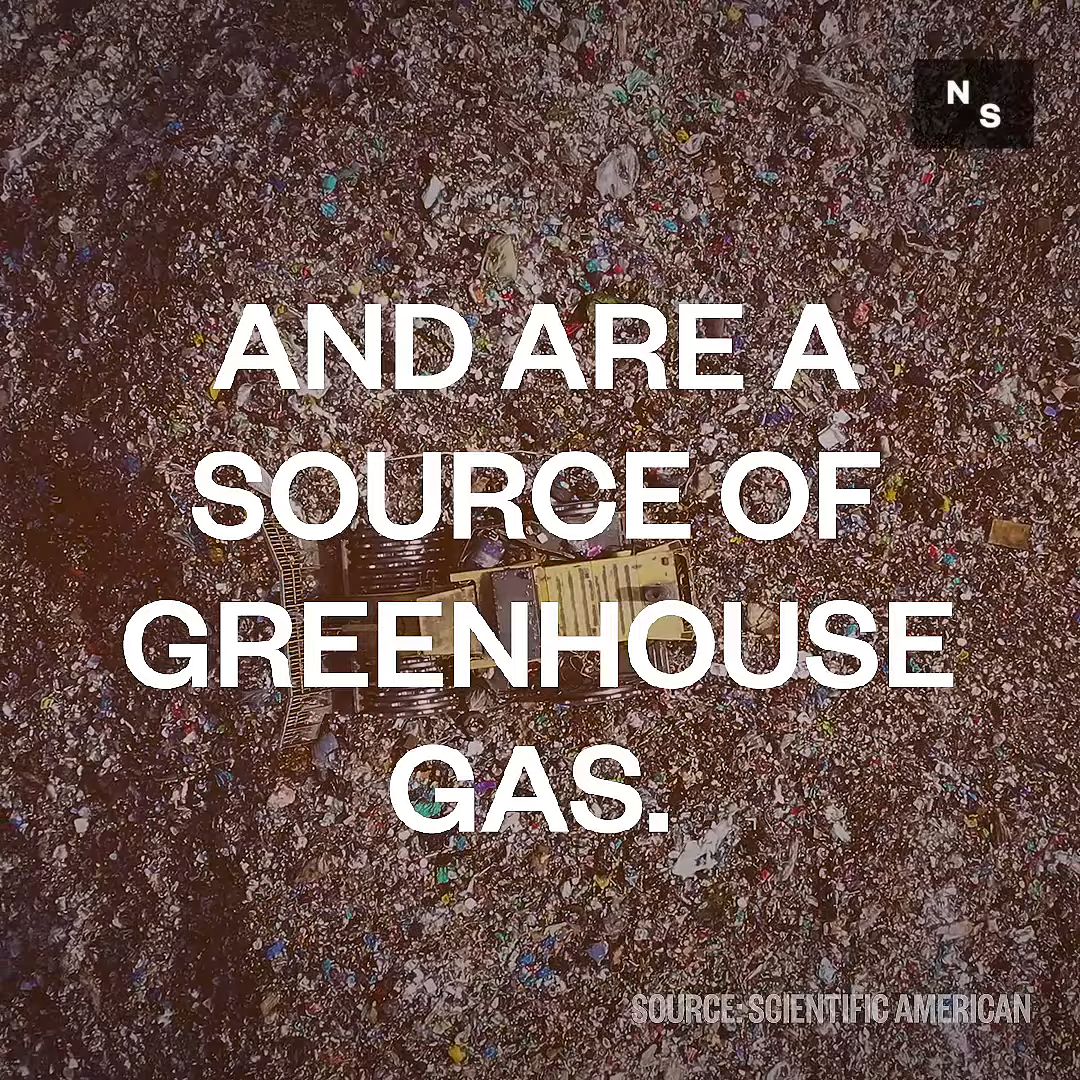 N
S
AND ARE A
SOURCE OF
GREENHOUSE
GAS.
SOURCE: SCIENTIFIC AMERICAN